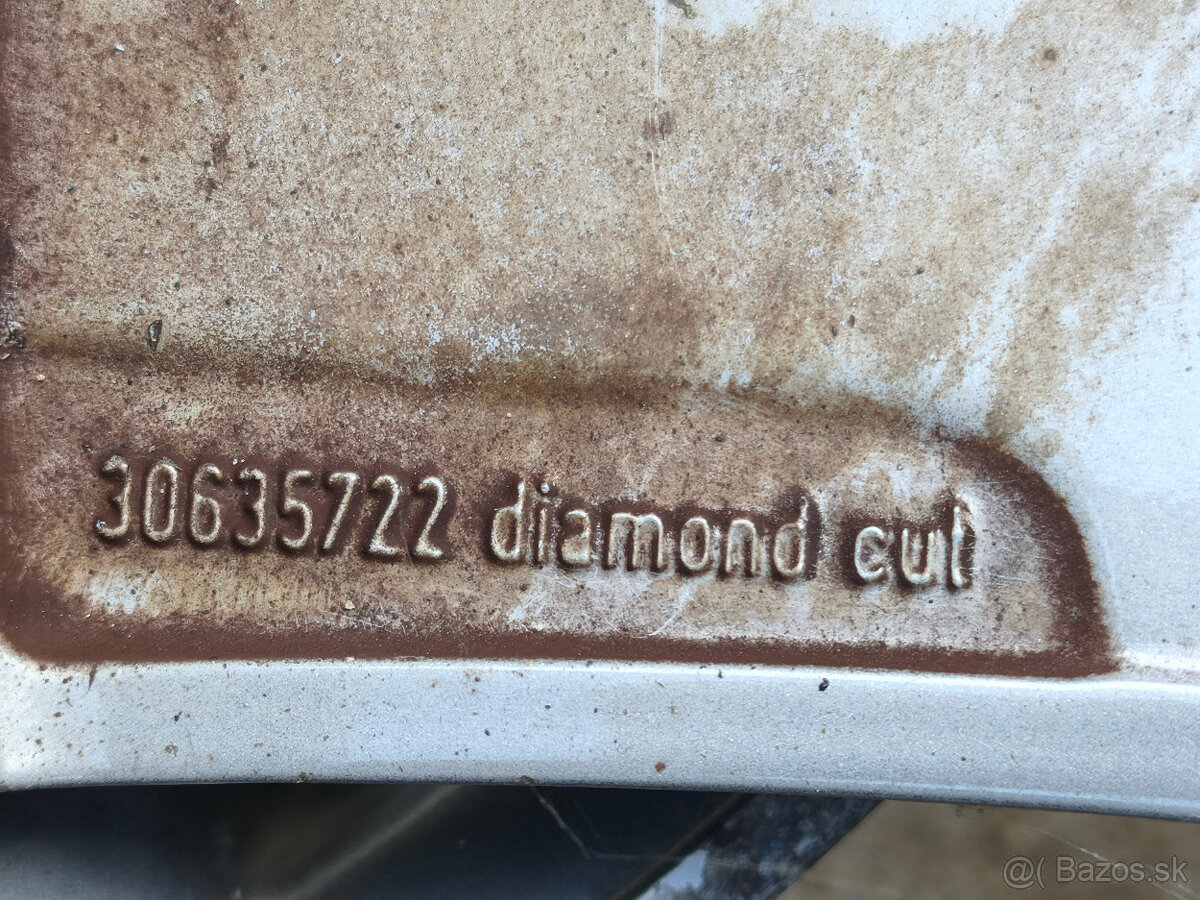 30635722 diamond cut
@( Bazos.sk